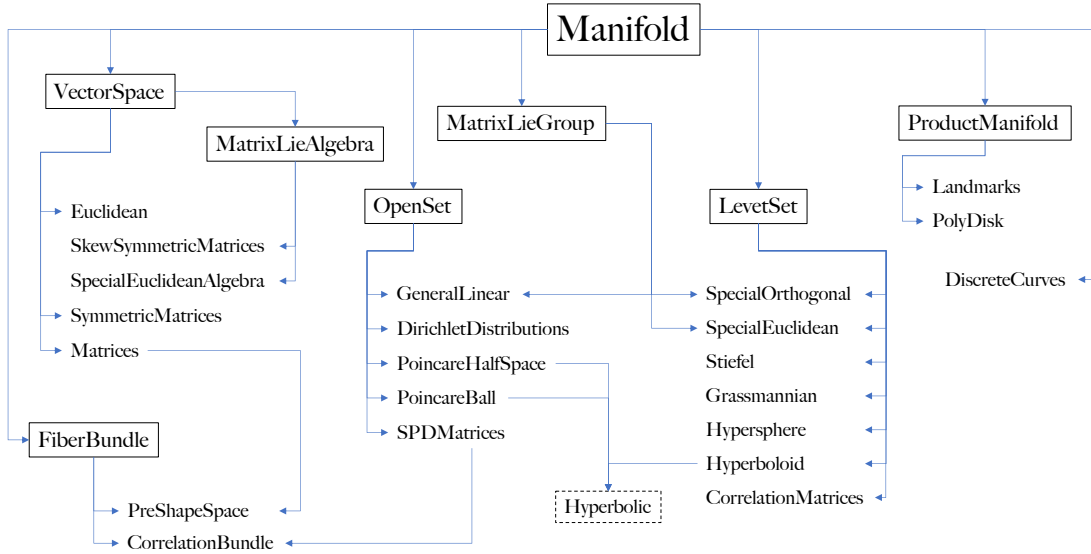 Manifold
VectorSpace
MatrixLieAlgebra
MatrixLieGroup
ProductManifold
Euclidean
SkewSymmetricMatrices
SpecialEuclideanAlgebra
SymmetricMatrices
Matrices
OpenSet
GeneralLinear
DirichletDistributions
PoincareHalfSpace
PoincareBall
SPDMatrices
LevetSet
SpecialOrthogonal
SpecialEuclidean
Stiefel
Grassmannian
Hypersphere
Hyperboloid
CorrelationMatrices
Landmarks
PolyDisk
DiscreteCurves
FiberBundle
PreShapeSpace
CorrelationBundle
Hyperbolic